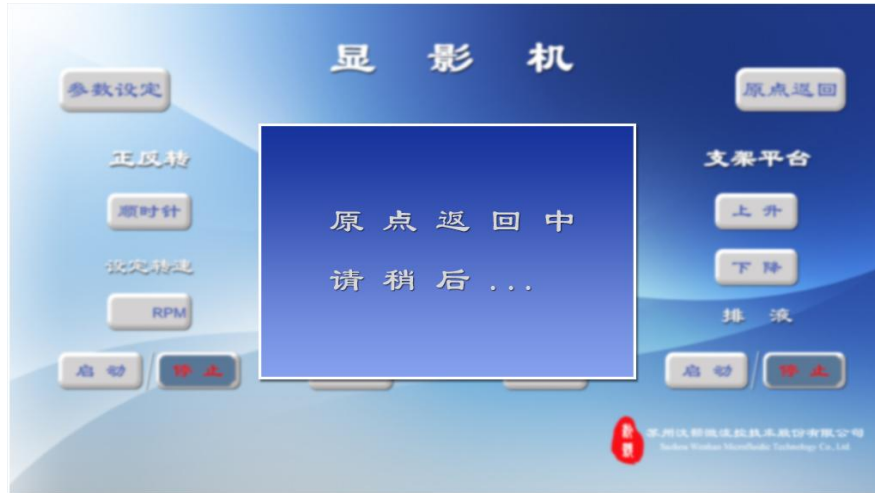 显 影 机
参数设定
原点返回
正反转
支架平台
顺时针
上 升
原 点 返 回 中
设定转速
下 降
请 稍 后 ...
RPM
排 液
启 动 / 停 止
启 动 / 停 止